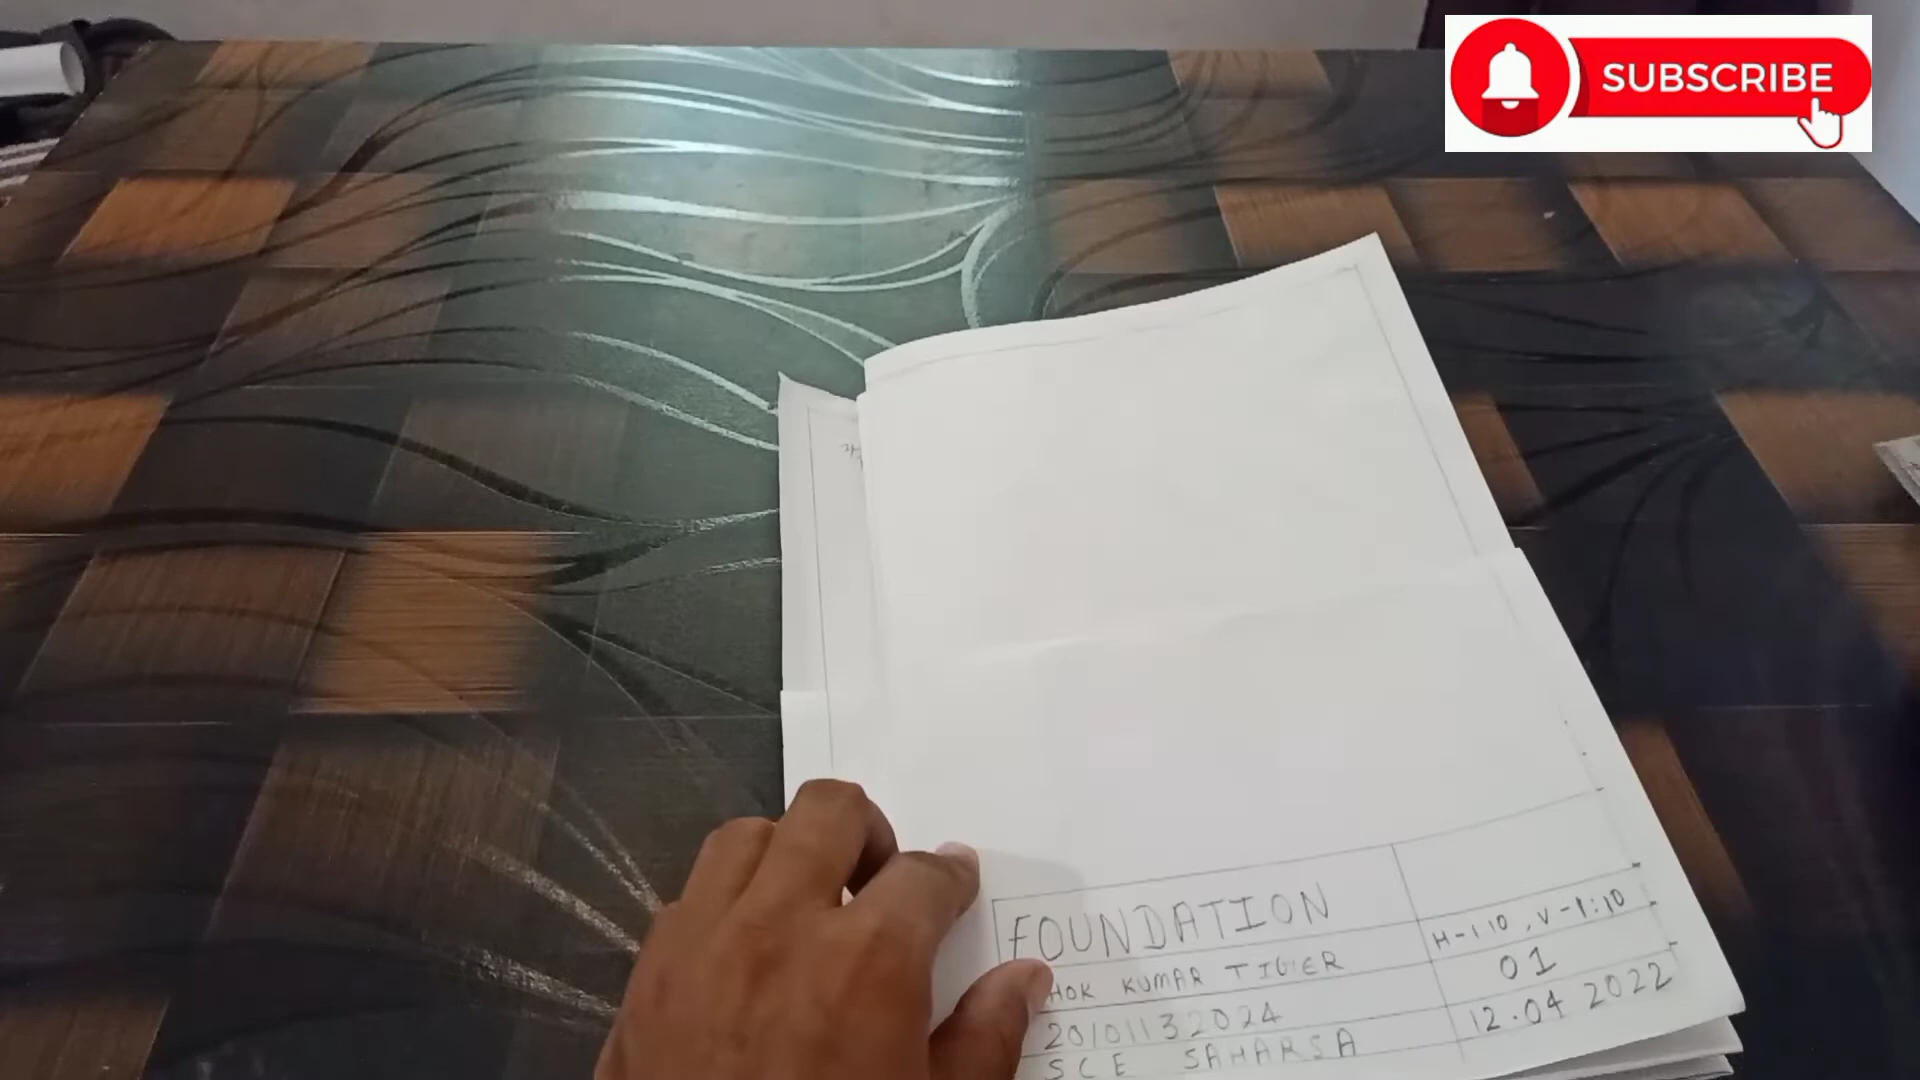 SUBSCRIBE
FOUNDATION
H-1:10, V-1:10
HOK KUMAR TIGER
01
20101132024
12.04 2022
SCE SAHARSA